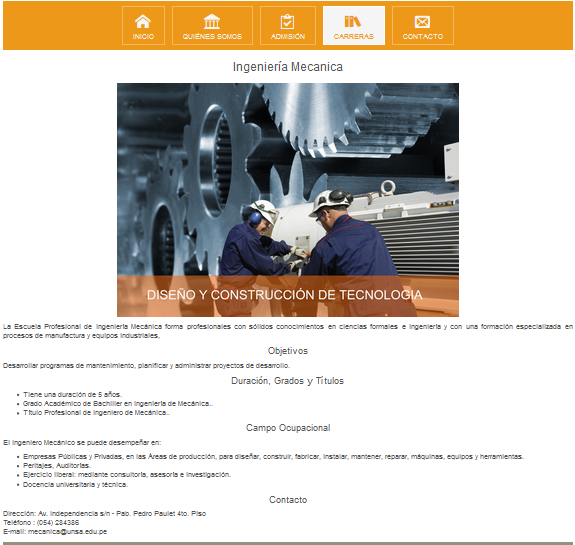 INICIO
QUIÉNES SOMOS
ADMISIÓN
CARRERAS
CONTACTO
Ingeniería Mecanica
DISEÑO Y CONSTRUCCIÓN DE TECNOLOGIA
La Escuela Profesional de Ingeniería Mecánica forma profesionales con sólidos conocimientos en ciencias formales e ingeniería y con una formación especializada en
procesos de manufactura y equipos industriales,
Objetivos
Desarrollar programas de mantenimiento, planificar y administrar proyectos de desarrollo.
Duración, Grados y Títulos
Tiene una duración de 5 años..
Grado Académico de Bachiller en Ingeniería de Mecánica..
Título Profesional de Ingeniero de Mecánica..
Campo Ocupacional
El Ingeniero Mecánico se puede desempeñar en:
Empresas Públicas y Privadas, en las Áreas de producción, para diseñar, construir, fabricar, instalar, mantener, reparar, máquinas, equipos y herramientas.
Peritajes, Auditorias.
Ejercicio liberal: mediante consultoría, asesoría e investigación.
Docencia universitaria y técnica.
Contacto
Dirección: Av. Independencia s/n - Pab. Pedro Paulet 4to. Piso
Teléfono : (054) 284386
E-mail: mecanica@unsa.edu.pe